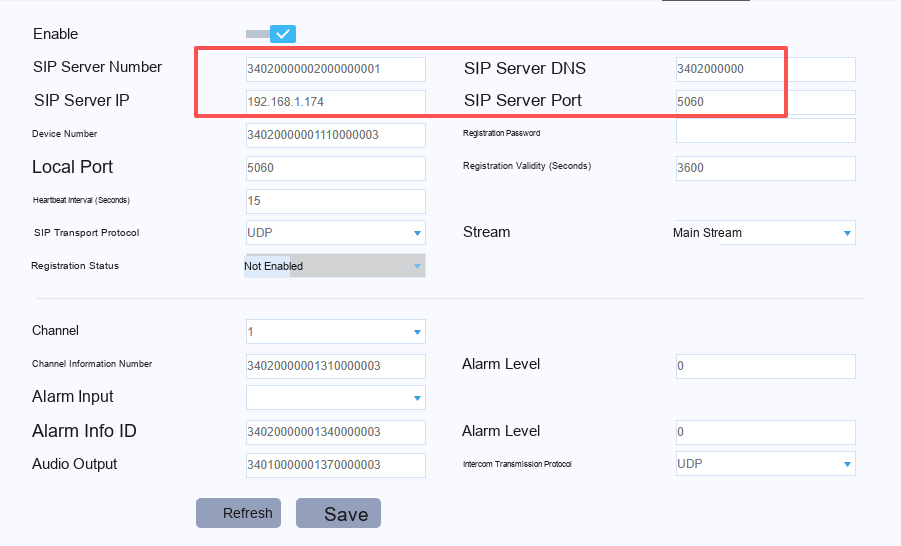 Enable
SIP Server Number 34020000002000000001 SIP Server DNS 3402000000
SIP Server IP 192.168.1.174 SIP Server Port 5060
Device Number 34020000001110000003 Registration Password
Local Port 5060 Registration Validity (Seconds) 3600
Heartbeat Interval (Seconds) 15
SIP Transport Protocol UDP Stream Main Stream
Registration Status Not Enabled
Channel 1
Channel Information Number 34020000001310000003 Alarm Level 0
Alarm Input
Alarm Info ID 34020000001340000003 Alarm Level 0
Audio Output 34010000001370000003 Intercom Transmission Protocol UDP
Refresh Save